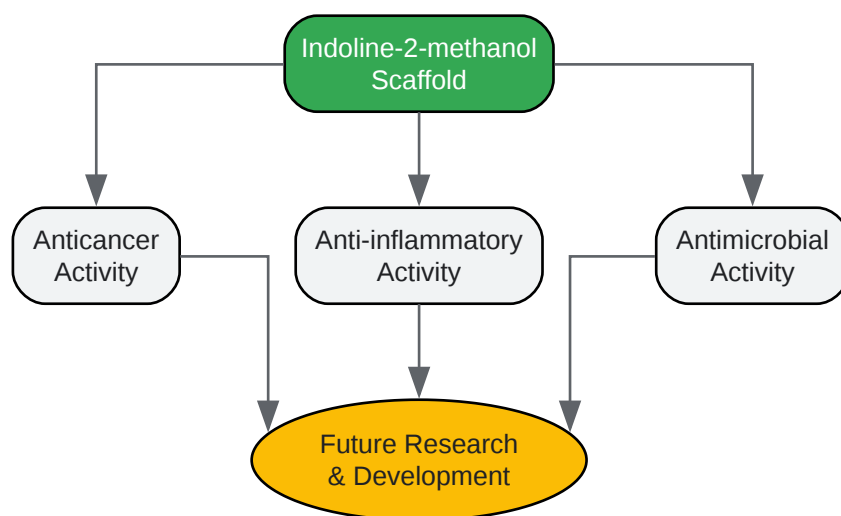 Indoline-2-methanol
Scaffold
Anticancer
Activity
Anti-inflammatory
Activity
Antimicrobial
Activity
Future Research
& Development